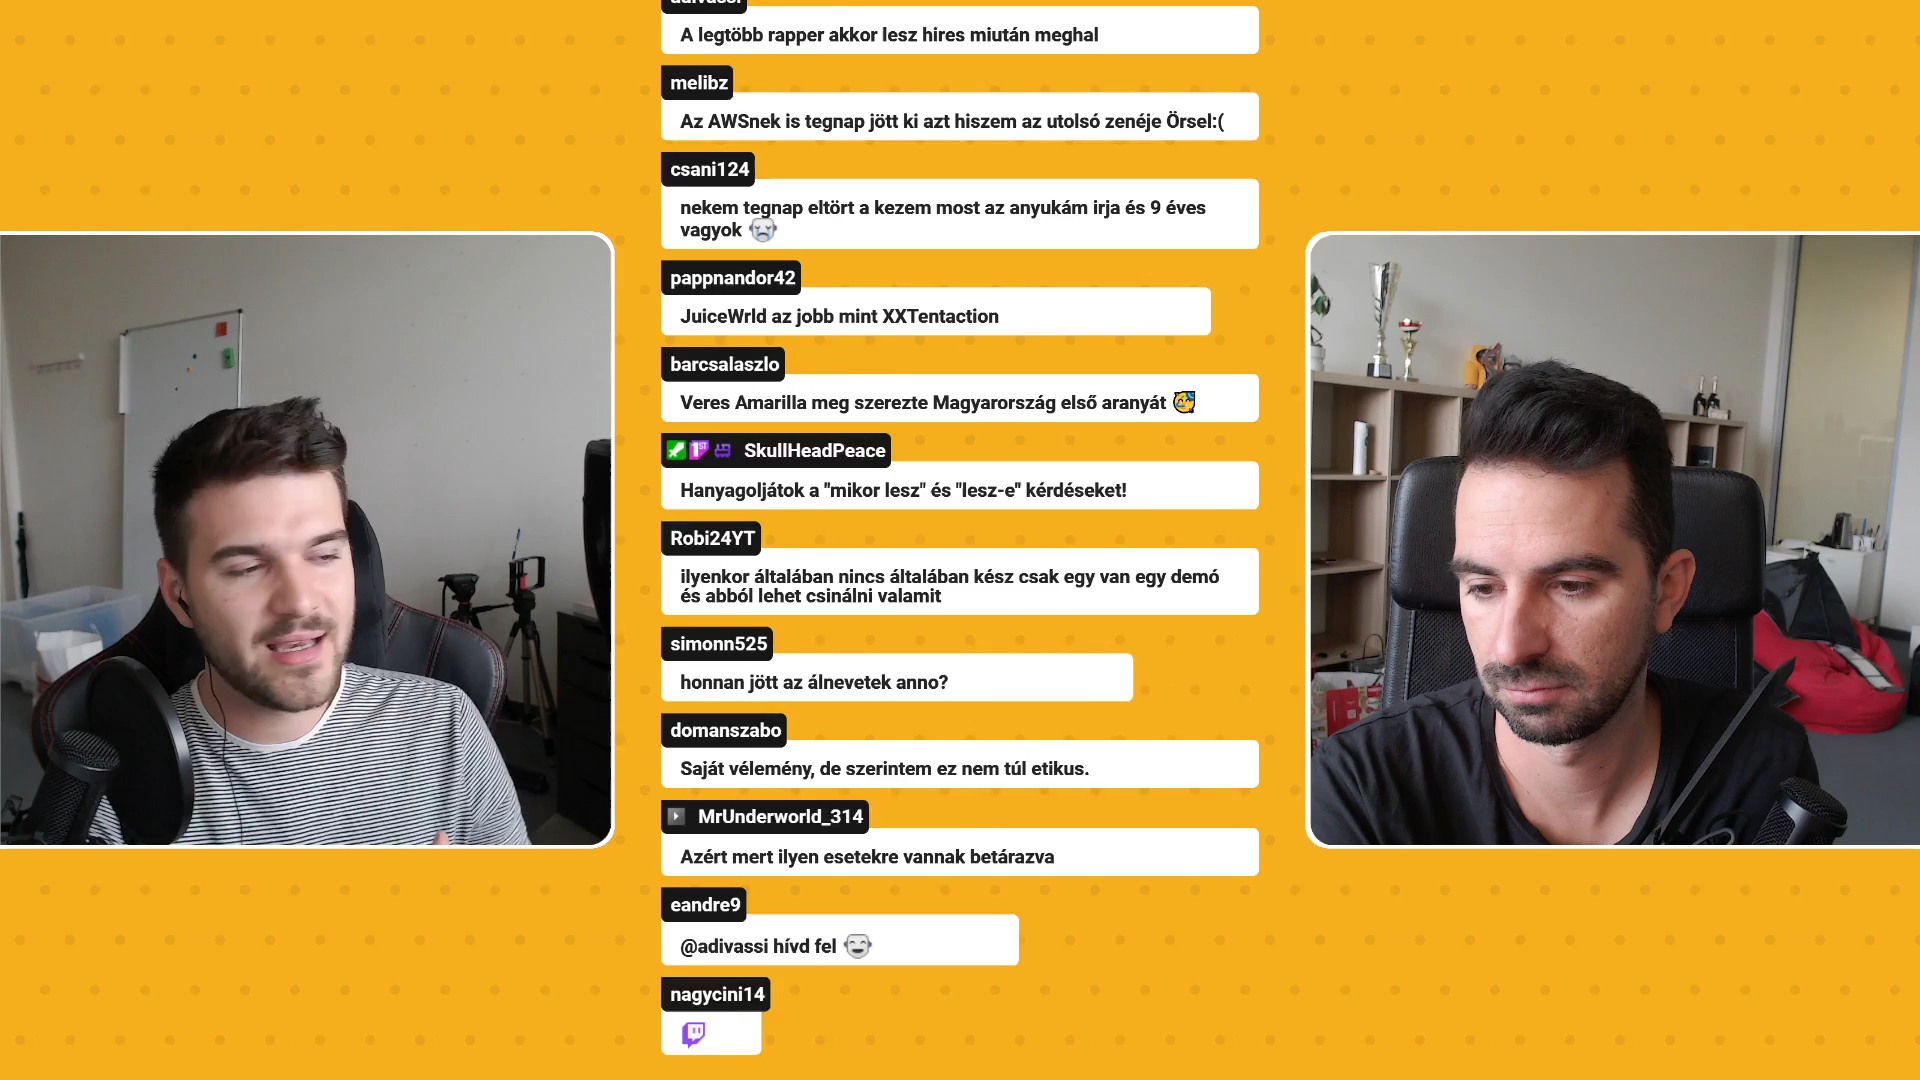 adivassi
A legtöbb rapper akkor lesz hires miután meghal
melibz
Az AWSnek is tegnap jött ki azt hiszem az utolsó zenéje Örsel:(
csani124
nekem tegnap eltört a kezem most az anyukám irja és 9 éves
vagyok
pappnandor42
JuiceWrld az jobb mint XXTentaction
barcsalaszlo
Veres Amarilla meg szerezte Magyarország első aranyát
1ST SkullHeadPeace
Hanyagoljátok a "mikor lesz" és "lesz-e" kérdéseket!
Robi24YT
ilyenkor általában nincs általában kész csak egy van egy demó
és abból lehet csinálni valamit
simonn525
honnan jött az álnevetek anno?
domanszabo
Saját vélemény, de szerintem ez nem túl etikus.
MrUnderworld_314
Azért mert ilyen esetekre vannak betárazva
eandre9
@adivassi hívd fel
nagycini14